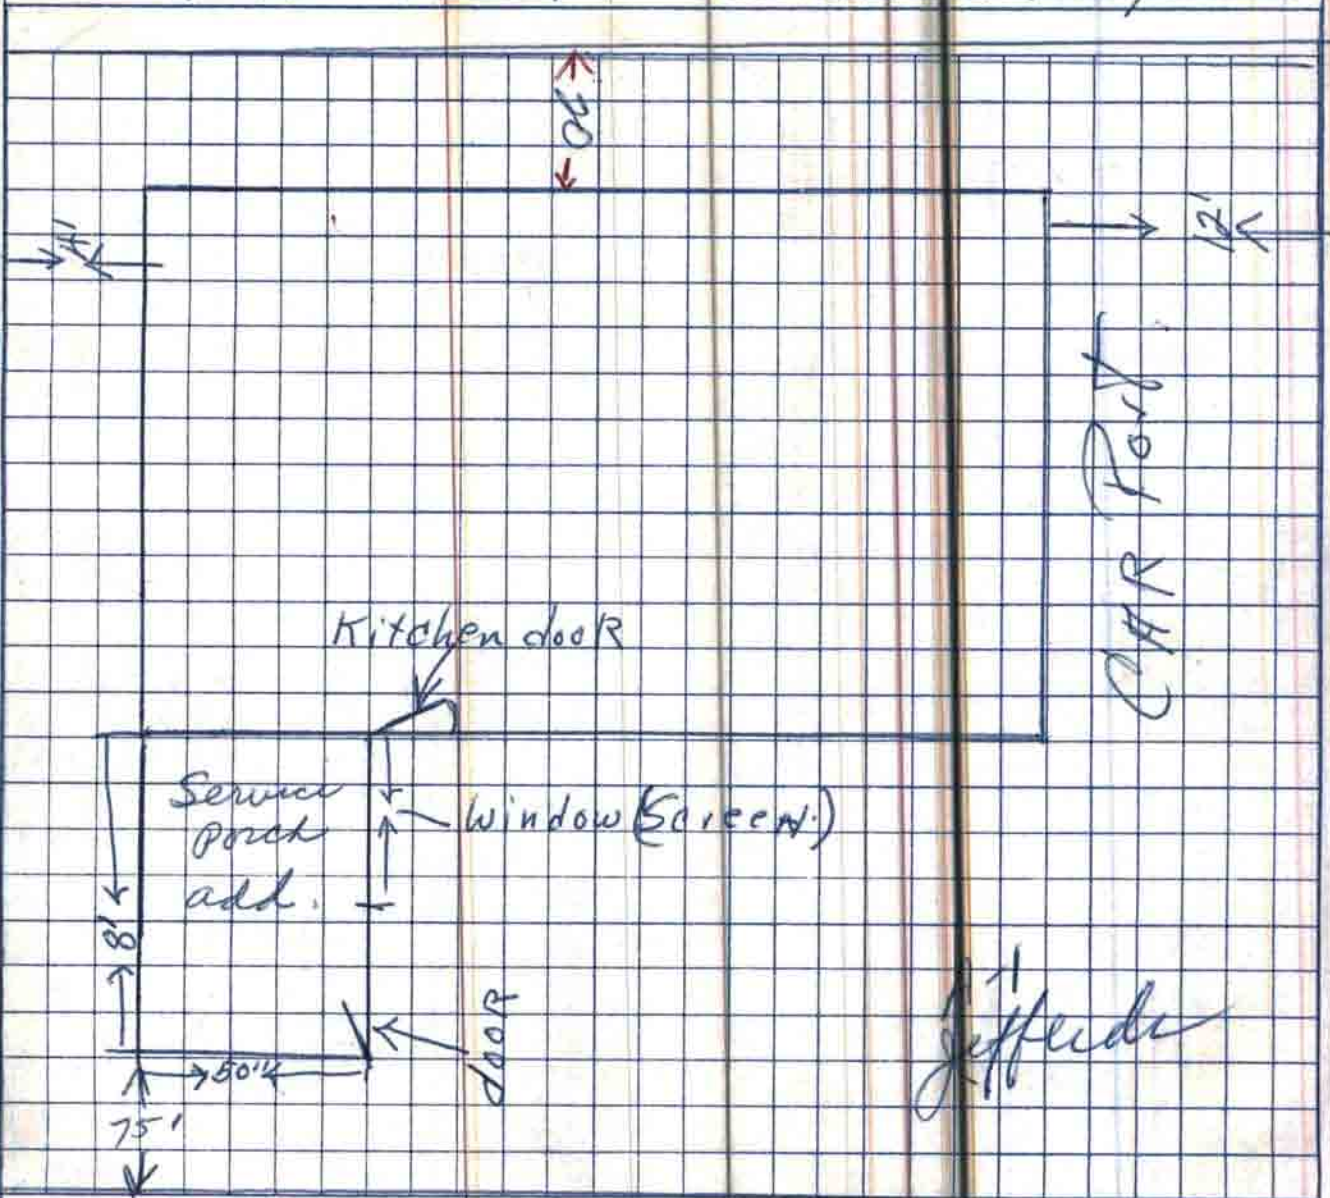 20
4'
12'
CAR Port
Kitchen dooR
Service
porch
add.
Window (Screen.)
8'
dooR
50"
75'